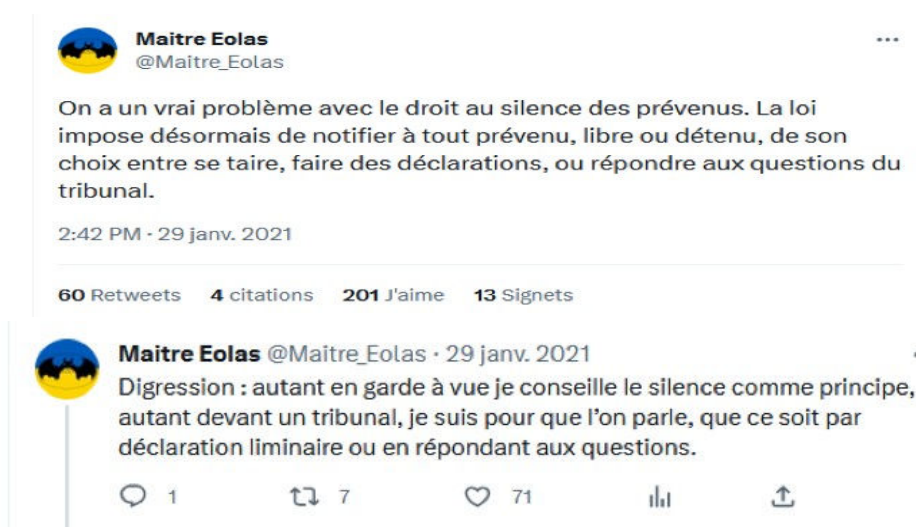 Maitre Eolas
@Maitre_Eolas
On a un vrai problème avec le droit au silence des prévenus. La loi
impose désormais de notifier à tout prévenu, libre ou détenu, de son
choix entre se taire, faire des déclarations, ou répondre aux questions du
tribunal.
2:42 PM · 29 janv. 2021
60 Retweets 4 citations 201 J'aime 13 Signets
Maitre Eolas @Maitre_Eolas · 29 janv. 2021
Digression : autant en garde à vue je conseille le silence comme principe,
autant devant un tribunal, je suis pour que l’on parle, que ce soit par
déclaration liminaire ou en répondant aux questions.
1 7 71